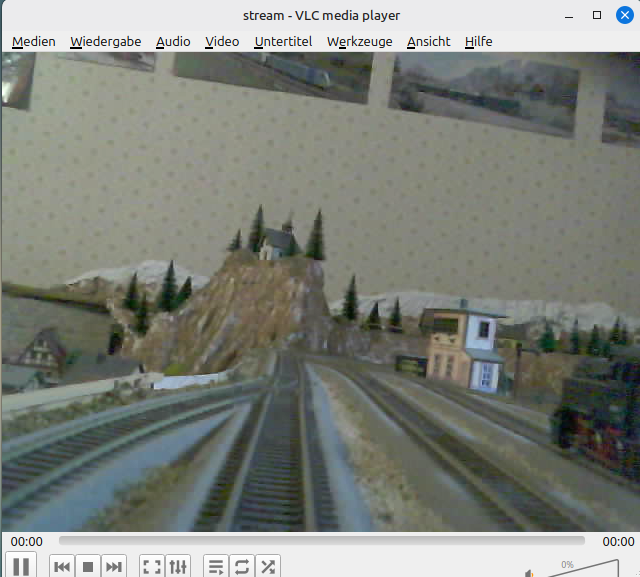 stream - VLC media player
Medien Wiedergabe Audio Video Untertitel Werkzeuge Ansicht Hilfe
00:00 00:00
0%